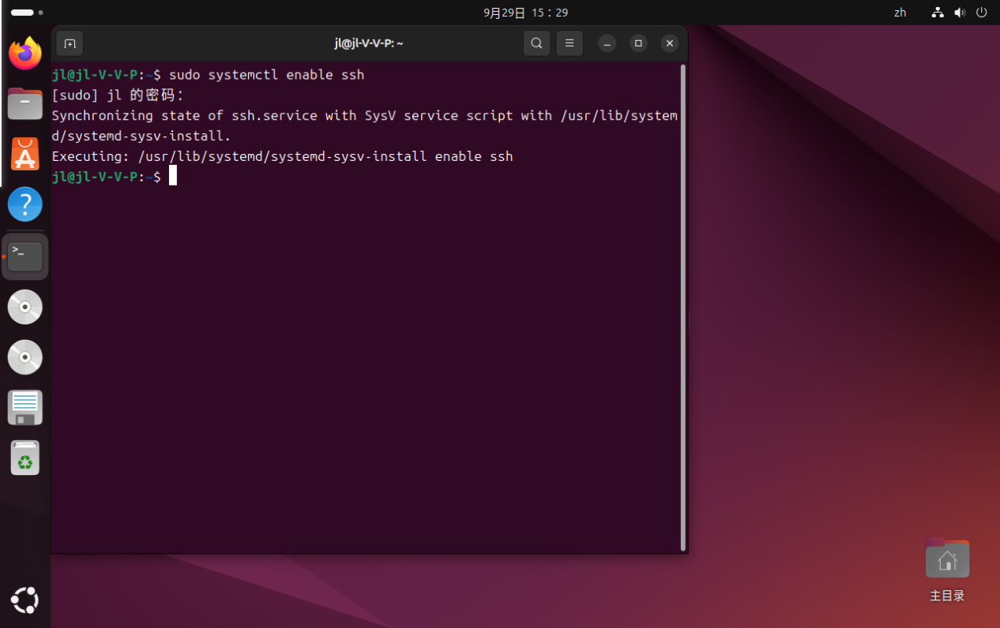 9月29日 15：29
zh
jl@jl-V-V-P: ~
jl@jl-V-V-P:~$ sudo systemctl enable ssh
[sudo] jl 的密码：
Synchronizing state of ssh.service with SysV service script with /usr/lib/system
d/systemd-sysv-install.
Executing: /usr/lib/systemd/systemd-sysv-install enable ssh
jl@jl-V-V-P:~$
主目录